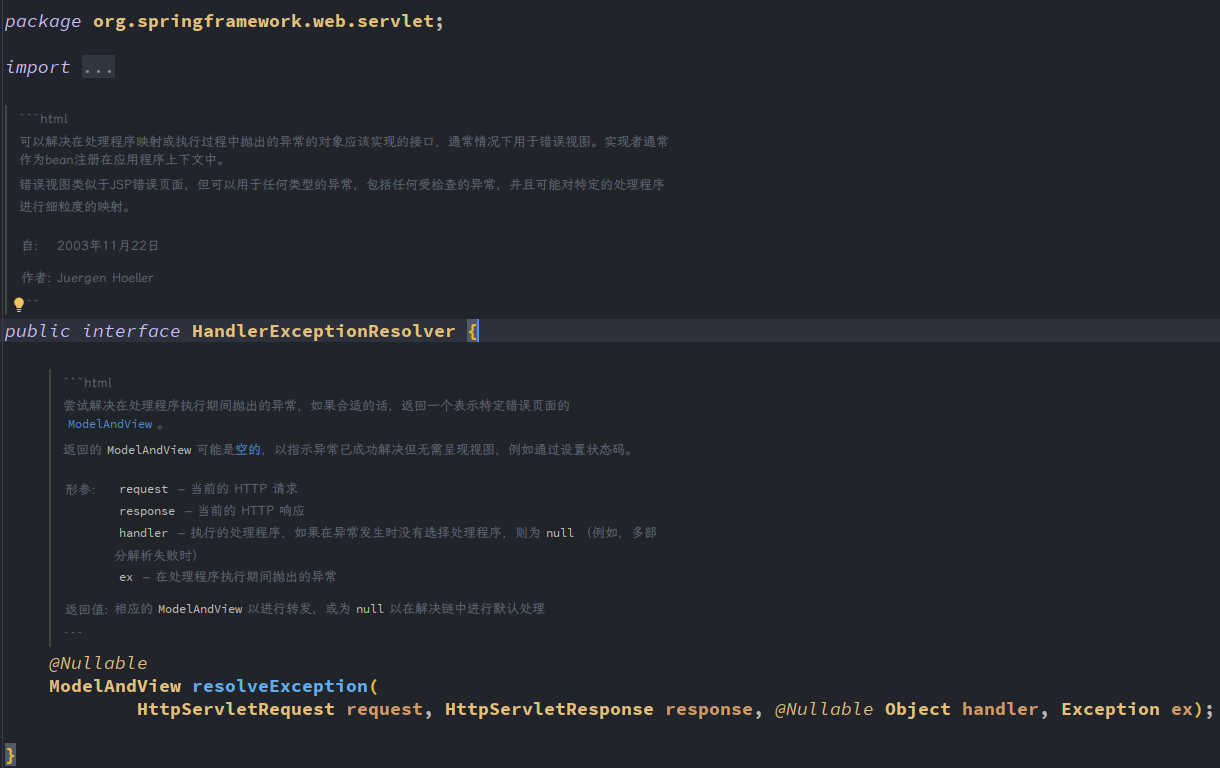 package org.springframework.web.servlet;
import ...
```html
可以解决在处理程序映射或执行过程中抛出的异常的对象应该实现的接口，通常情况下用于错误视图。实现者通常
作为bean注册在应用程序上下文中。
错误视图类似于JSP错误页面，但可以用于任何类型的异常，包括任何受检查的异常，并且可能对特定的处理程序
进行细粒度的映射。
自： 2003年11月22日
作者: Juergen Hoeller
``
public interface HandlerExceptionResolver {
```html
尝试解决在处理程序执行期间抛出的异常，如果合适的话，返回一个表示特定错误页面的
ModelAndView 。
返回的 ModelAndView 可能是空的，以指示异常已成功解决但无需呈现视图，例如通过设置状态码。
形参: request – 当前的 HTTP 请求
response – 当前的 HTTP 响应
handler – 执行的处理程序，如果在异常发生时没有选择处理程序，则为 null （例如，多部
分解析失败时）
ex – 在处理程序执行期间抛出的异常
返回值: 相应的 ModelAndView 以进行转发，或为 null 以在解决链中进行默认处理
```
@Nullable
ModelAndView resolveException(
HttpServletRequest request, HttpServletResponse response, @Nullable Object handler, Exception ex);
}